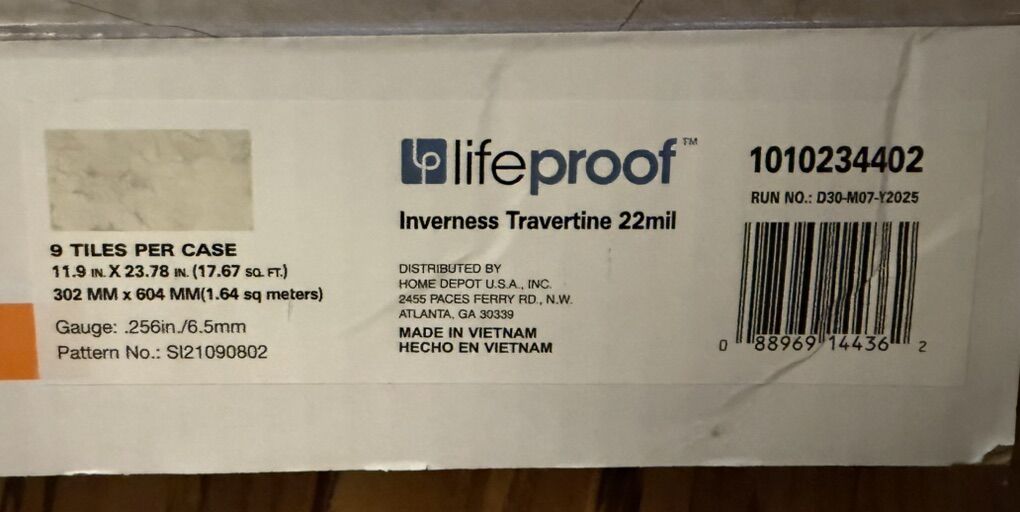 lifeproof™
Inverness Travertine 22mil
1010234402
RUN NO.: D30-M07-Y2025
9 TILES PER CASE
11.9 IN. X 23.78 IN. (17.67 SQ. FT.)
302 MM x 604 MM(1.64 sq meters)
Gauge: .256in./6.5mm
Pattern No.: SI21090802
DISTRIBUTED BY
HOME DEPOT U.S.A., INC.
2455 PACES FERRY RD., N.W.
ATLANTA, GA 30339
MADE IN VIETNAM
HECHO EN VIETNAM
0 88969 14436 2